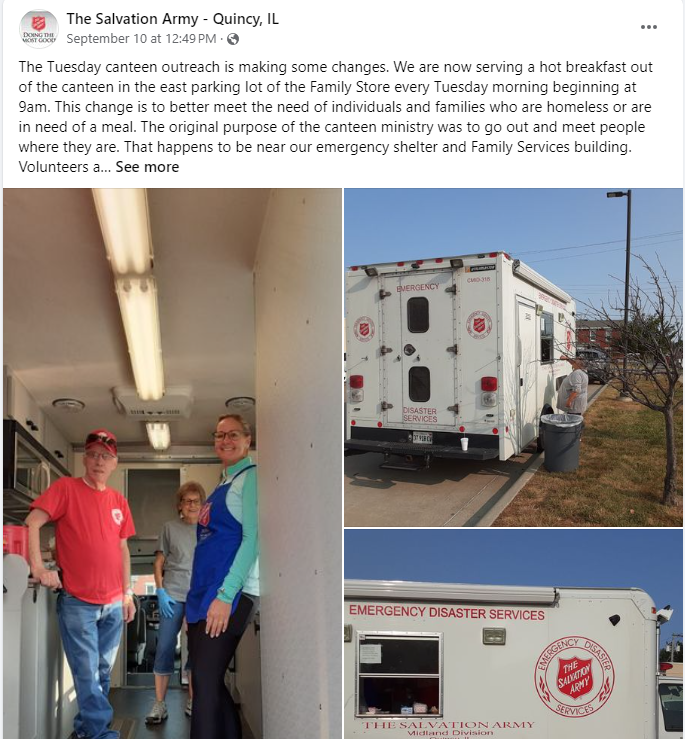 The Salvation Army - Quincy, IL
September 10 at 12:49 PM ·
The Tuesday canteen outreach is making some changes. We are now serving a hot breakfast out
of the canteen in the east parking lot of the Family Store every Tuesday morning beginning at
9am. This change is to better meet the need of individuals and families who are homeless or are
in need of a meal. The original purpose of the canteen ministry was to go out and meet people
where they are. That happens to be near our emergency shelter and Family Services building.
Volunteers a... See more
DOING THE
MOST GOOD
EMERGENCY
DISASTER
SERVICES
EMERGENCY DISASTER SERVICES
EMERGENCY DISASTER
THE
SALVATION
ARMY
SERVICES
THE SALVATION ARMY
Midland Division